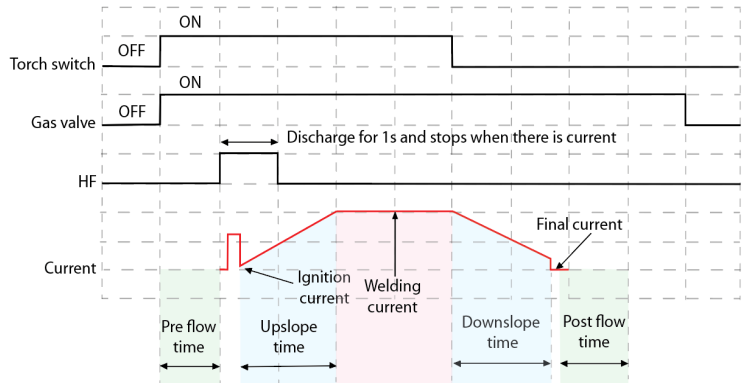 ON
OFF
Torch switch
ON
OFF
Gas valve
Discharge for 1s and stops when there is current
HF
Final current
Current
Ignition
current
Welding
current
Pre flow
time
Upslope
time
Downslope
time
Post flow
time